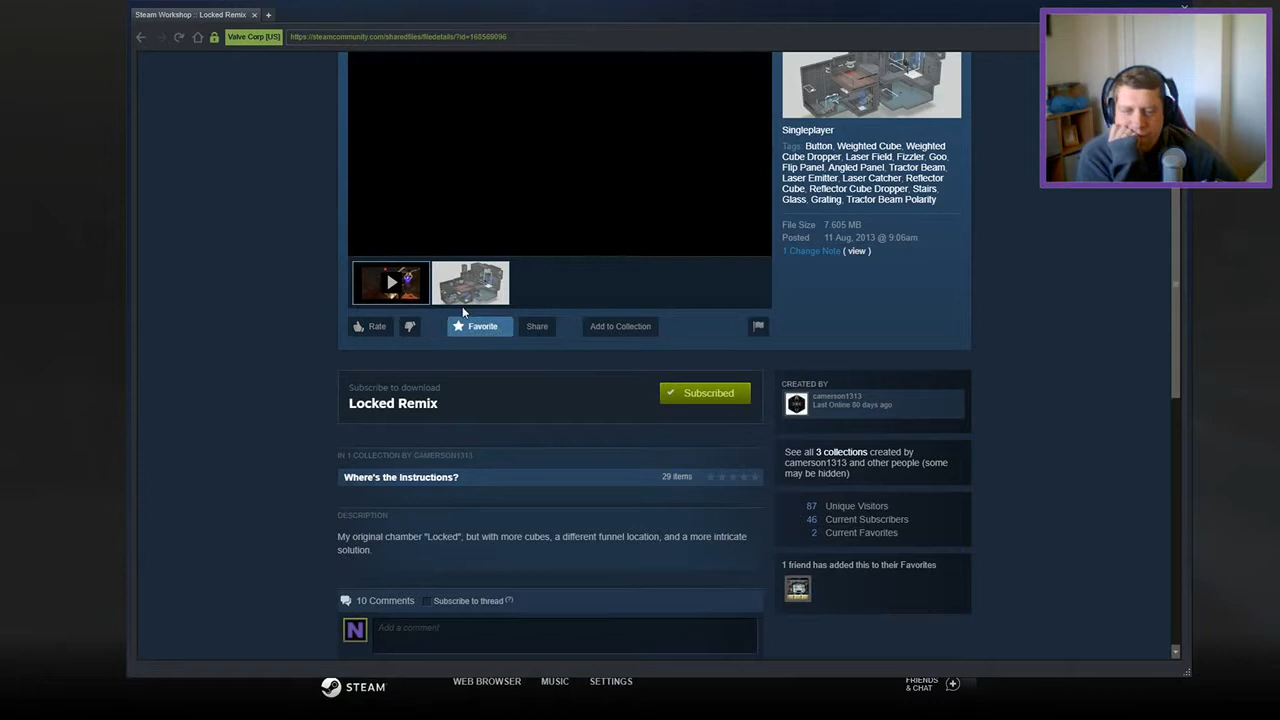 Steam Workshop :: Locked Remix
Valve Corp [US]
https://steamcommunity.com/sharedfiles/filedetails/?id=168569096
Singleplayer
Tags: Button, Weighted Cube, Weighted
Cube Dropper, Laser Field, Fizzler, Goo,
Flip Panel, Angled Panel, Tractor Beam,
Laser Emitter, Laser Catcher, Reflector
Cube, Reflector Cube Dropper, Stairs,
Glass, Grating, Tractor Beam Polarity
File Size 7.605 MB
Posted 11 Aug, 2013 @ 9:06am
1 Change Note ( view )
Rate
Favorite
Share
Add to Collection
Subscribe to download
Locked Remix
Subscribed
CREATED BY
camerson1313
Last Online 80 days ago
IN 1 COLLECTION BY CAMERSON1313
Where's the Instructions?
29 items
See all 3 collections created by
camerson1313 and other people (some
may be hidden)
87 Unique Visitors
46 Current Subscribers
2 Current Favorites
DESCRIPTION
My original chamber "Locked", but with more cubes, a different funnel location, and a more intricate
solution.
1 friend has added this to their Favorites
10 Comments
Subscribe to thread (?)
N
Add a comment
STEAM
WEB BROWSER
MUSIC
SETTINGS
FRIENDS
& CHAT